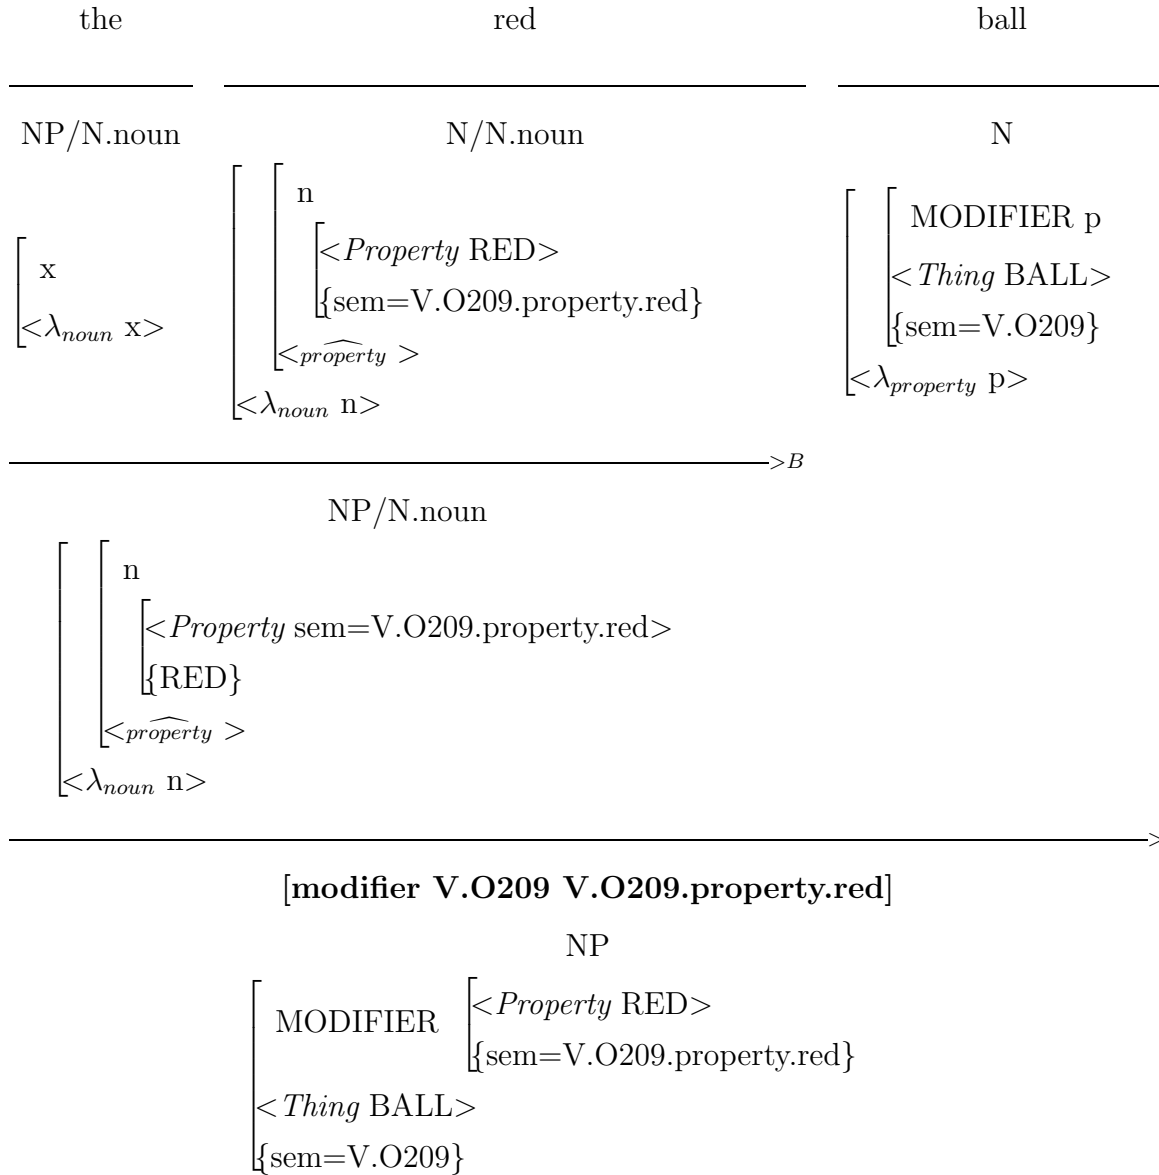 the red ball
NP/N.noun N/N.noun N
x
<λnoun x>
n
<Property RED>
{sem=V.O209.property.red}
<property >
<λnoun n>
MODIFIER p
<Thing BALL>
{sem=V.O209}
<λproperty p>
>B
NP/N.noun
n
<Property sem=V.O209.property.red>
{RED}
<property >
<λnoun n>
>
[modifier V.O209 V.O209.property.red]
NP
MODIFIER <Property RED>
{sem=V.O209.property.red}
<Thing BALL>
{sem=V.O209}